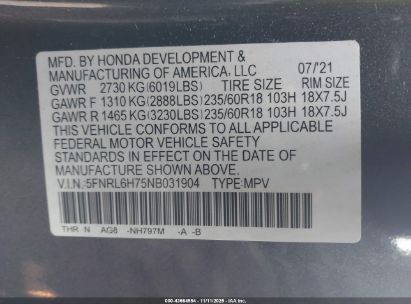 MFD. BY HONDA DEVELOPMENT &
MANUFACTURING OF AMERICA, LLC 07/'21
GVWR 2730 KG (6019LBS) TIRE SIZE RIM SIZE
GAWR F 1310 KG (2888LBS) 235/60R18 103H 18X7.5J
GAWR R 1465 KG (3230LBS) 235/60R18 103H 18X7.5J
THIS VEHICLE CONFORMS TO ALL APPLICABLE
FEDERAL MOTOR VEHICLE SAFETY
STANDARDS IN EFFECT ON THE DATE OF
MANUFACTURE SHOWN ABOVE.
V.I.N.:5FNRL6H75NB031904 TYPE:MPV
THR N AG8 -NH797M -A -B